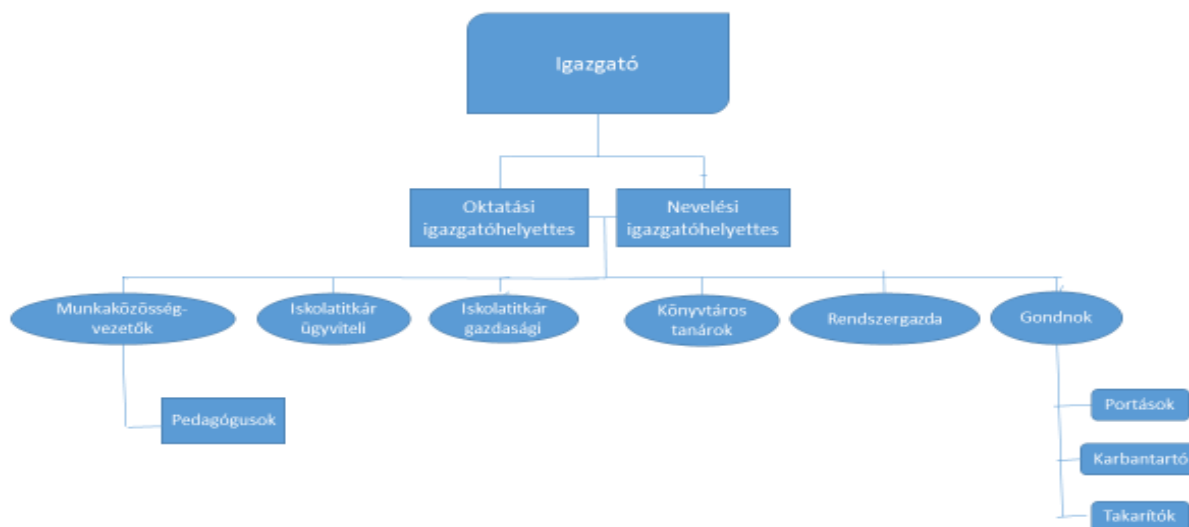 Igazgató
Oktatási
igazgatóhelyettes
Nevelési
igazgatóhelyettes
Munkaközösség-
vezetők
Iskolatitkár
ügyviteli
Iskolatitkár
gazdasági
Könyvtáros
tanárok
Rendszergazda
Gondnok
Pedagógusok
Portások
Karbantartó
Takarítók